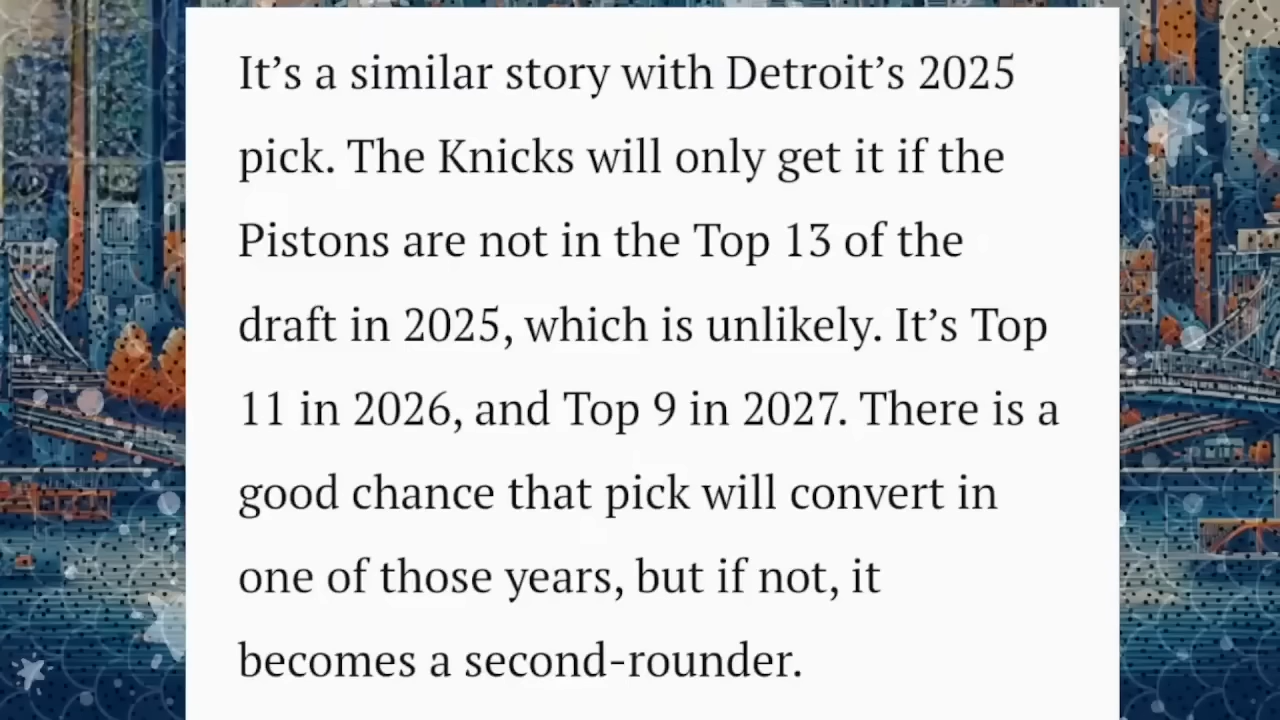 It’s a similar story with Detroit’s 2025
pick. The Knicks will only get it if the
Pistons are not in the Top 13 of the
draft in 2025, which is unlikely. It’s Top
11 in 2026, and Top 9 in 2027. There is a
good chance that pick will convert in
one of those years, but if not, it
becomes a second-rounder.